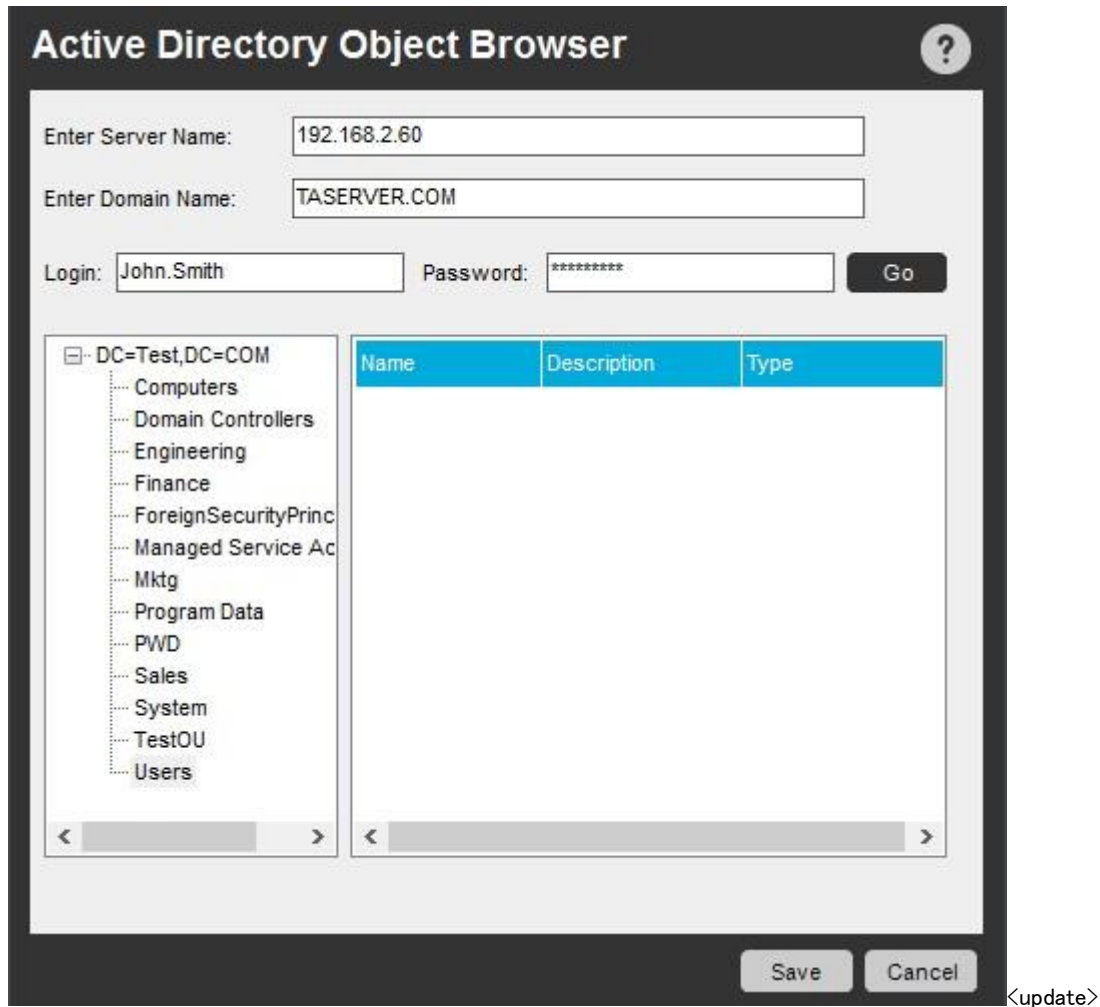 Active Directory Object Browser ?
Enter Server Name: 192.168.2.60
Enter Domain Name: TASERVER.COM
Login: John.Smith Password: ********* Go
DC=Test,DC=COM
Computers
Domain Controllers
Engineering
Finance
ForeignSecurityPrinc
Managed Service Ac
Mktg
Program Data
PWD
Sales
System
TestOU
Users
Name Description Type
Save Cancel
<update>